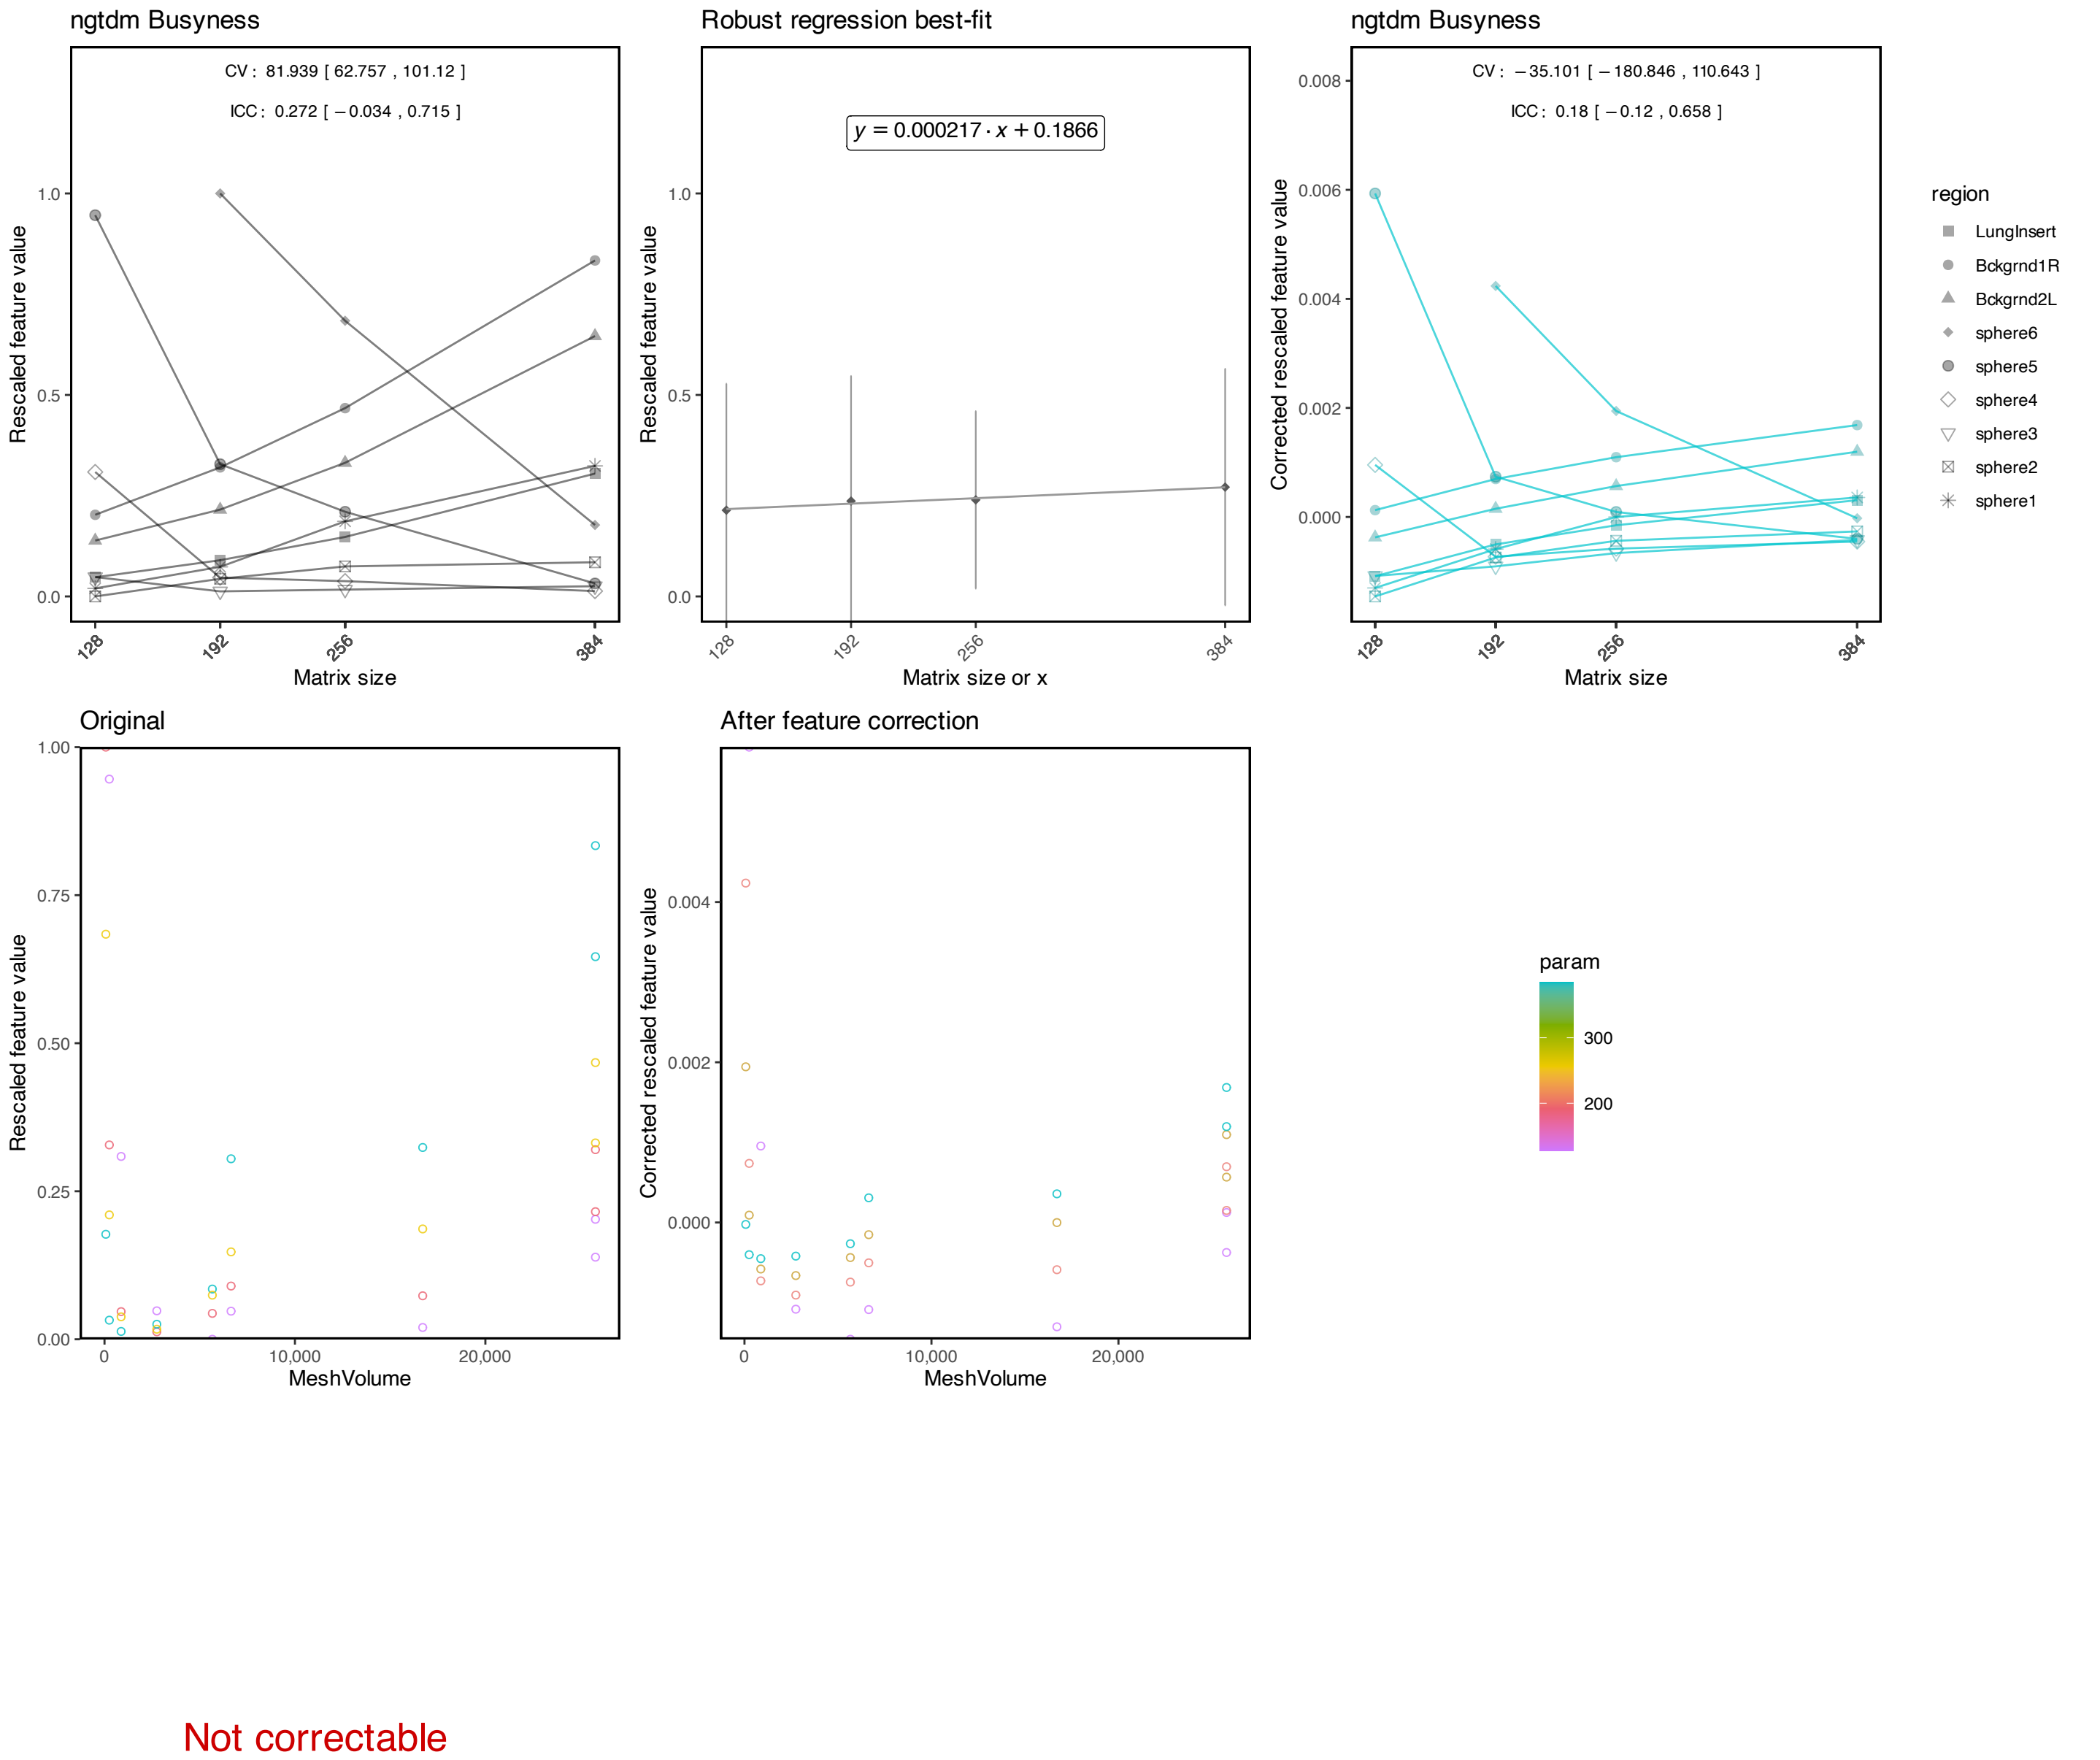 ngtdm Busyness
CV : 81.939 [ 62.757 , 101.12 ]
ICC : 0.272 [ −0.034 , 0.715 ]
Rescaled feature value
1.0
0.5
0.0
128
192
256
384
Matrix size
Robust regression best-fit
y = 0.000217 · x + 0.1866
Rescaled feature value
1.0
0.5
0.0
128
192
256
384
Matrix size or x
ngtdm Busyness
CV : −35.101 [ −180.846 , 110.643 ]
ICC : 0.18 [ −0.12 , 0.658 ]
Corrected rescaled feature value
0.008
0.006
0.004
0.002
0.000
128
192
256
384
Matrix size
region
LungInsert
Bckgrnd1R
Bckgrnd2L
sphere6
sphere5
sphere4
sphere3
sphere2
sphere1
Original
Rescaled feature value
1.00
0.75
0.50
0.25
0.00
0
10,000
20,000
MeshVolume
After feature correction
Corrected rescaled feature value
0.004
0.002
0.000
0
10,000
20,000
MeshVolume
param
300
200
Not correctable